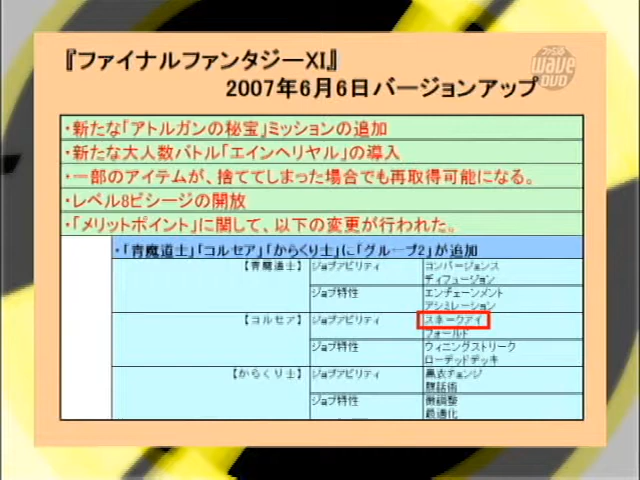 『ファイナルファンタジーXI』
2007年6月6日バージョンアップ
ファミ通
WAVE
DVD
・新たな「アトルガンの秘宝」ミッションの追加
・新たな大人数バトル「エインヘリヤル」の導入
・一部のアイテムが、捨ててしまった場合でも再取得可能になる。
・レベル8ビシージの開放
・「メリットポイント」に関して、以下の変更が行われた。
・「青魔道士」「コルセア」「からくり士」に「グループ2」が追加
【青魔道士】 ジョブアビリティ コンバージェンス
ディフュージョン
ジョブ特性 エンチェーンメント
アシミレーション
【コルセア】 ジョブアビリティ スネークアイ
フォールド
ジョブ特性 ウィニングストリーク
ローデッドデッキ
【からくり士】 ジョブアビリティ 黒衣チェンジ
腹話術
ジョブ特性 微調整
最適化